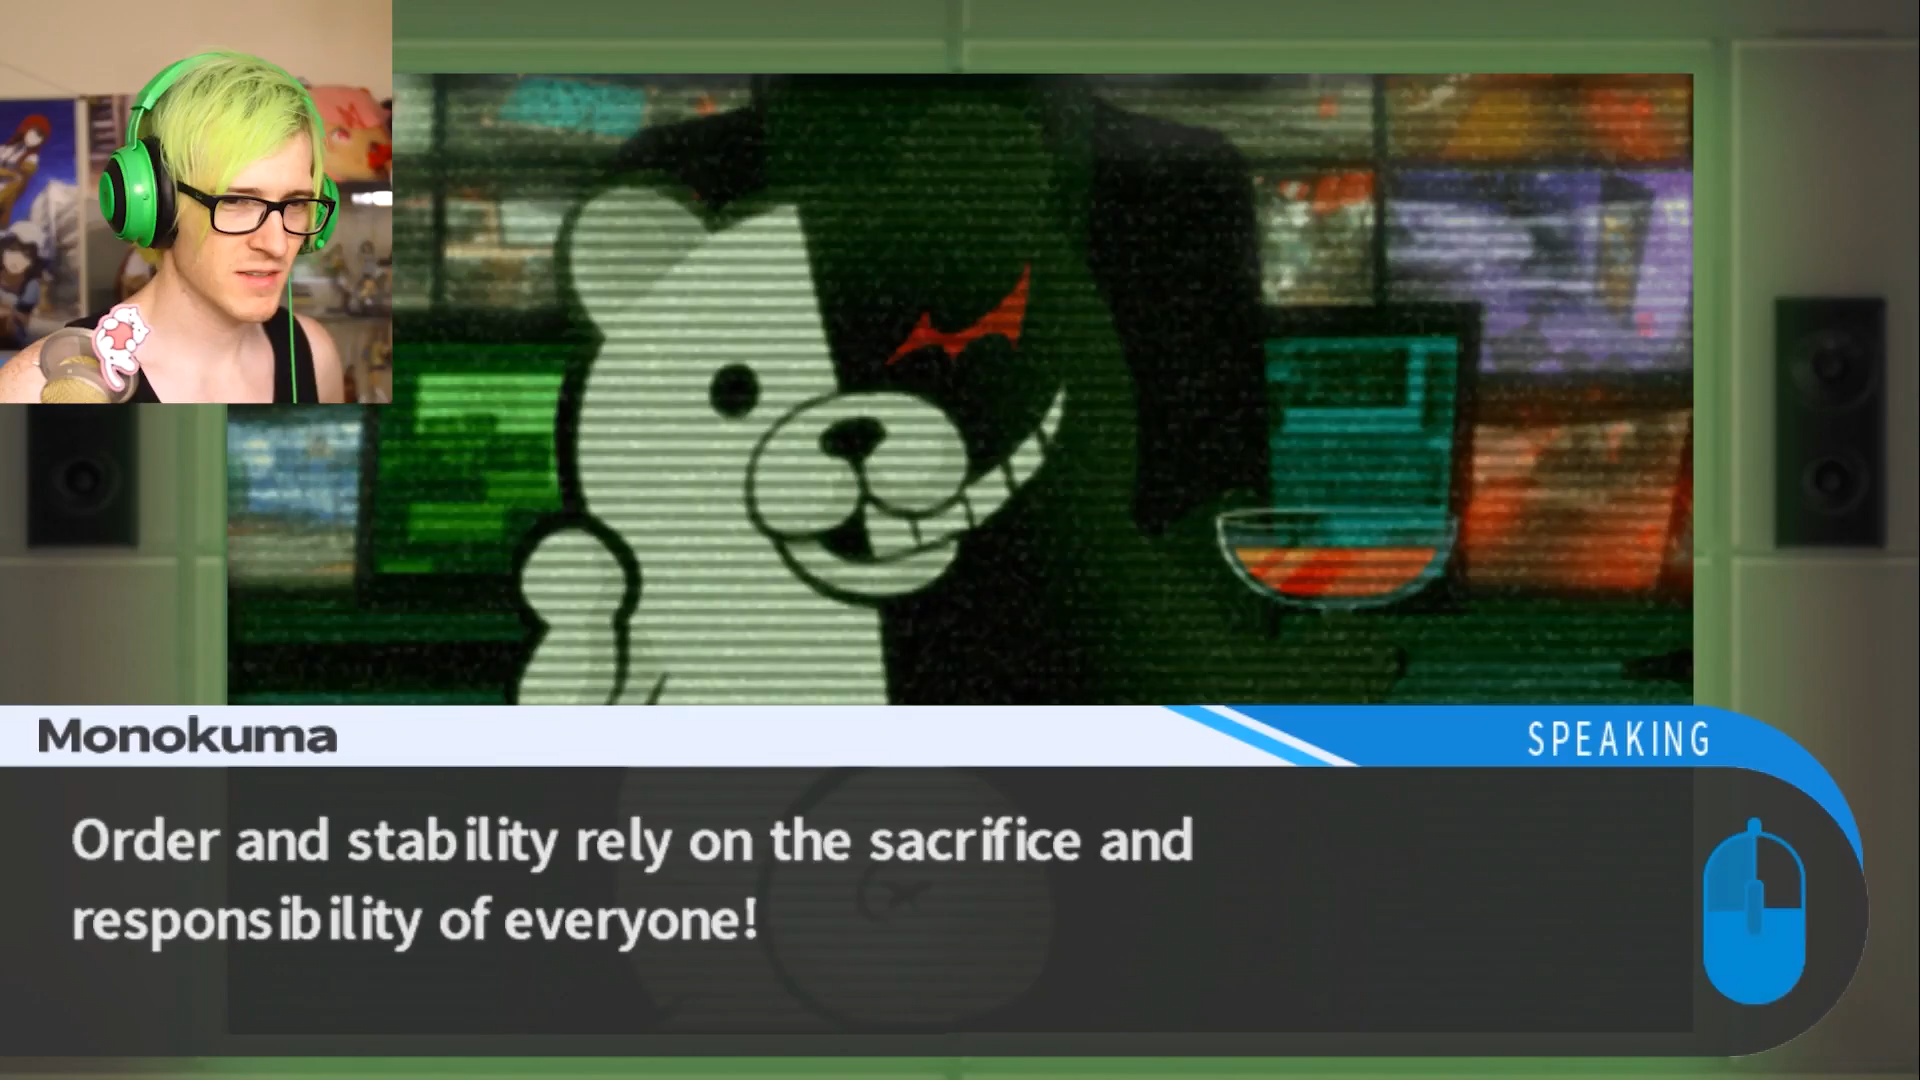 Monokuma
SPEAKING
Order and stability rely on the sacrifice and
responsibility of everyone!